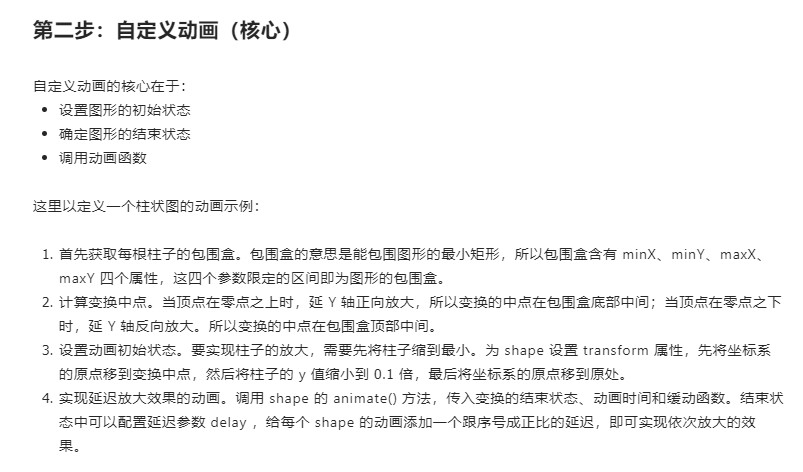 第二步：自定义动画（核心）
自定义动画的核心在于：
• 设置图形的初始状态
• 确定图形的结束状态
• 调用动画函数
这里以定义一个柱状图的动画示例：
1. 首先获取每根柱子的包围盒。包围盒的意思是能包围图形的最小矩形，所以包围盒含有 minX、minY、maxX、
maxY 四个属性，这四个参数限定的区间即为图形的包围盒。
2. 计算变换中点。当顶点在零点之上时，延 Y 轴正向放大，所以变换的中点在包围盒底部中间；当顶点在零点之下
时，延 Y 轴反向放大。所以变换的中点在包围盒顶部中间。
3. 设置动画初始状态。要实现柱子的放大，需要先将柱子缩到最小。为 shape 设置 transform 属性，先将坐标系
的原点移到变换中点，然后将柱子的 y 值缩小到 0.1 倍，最后将坐标系的原点移到原处。
4. 实现延迟放大效果的动画。调用 shape 的 animate() 方法，传入变换的结束状态、动画时间和缓动函数。结束状
态中可以配置延迟参数 delay ，给每个 shape 的动画添加一个跟序号成正比的延迟，即可实现依次放大的效
果。